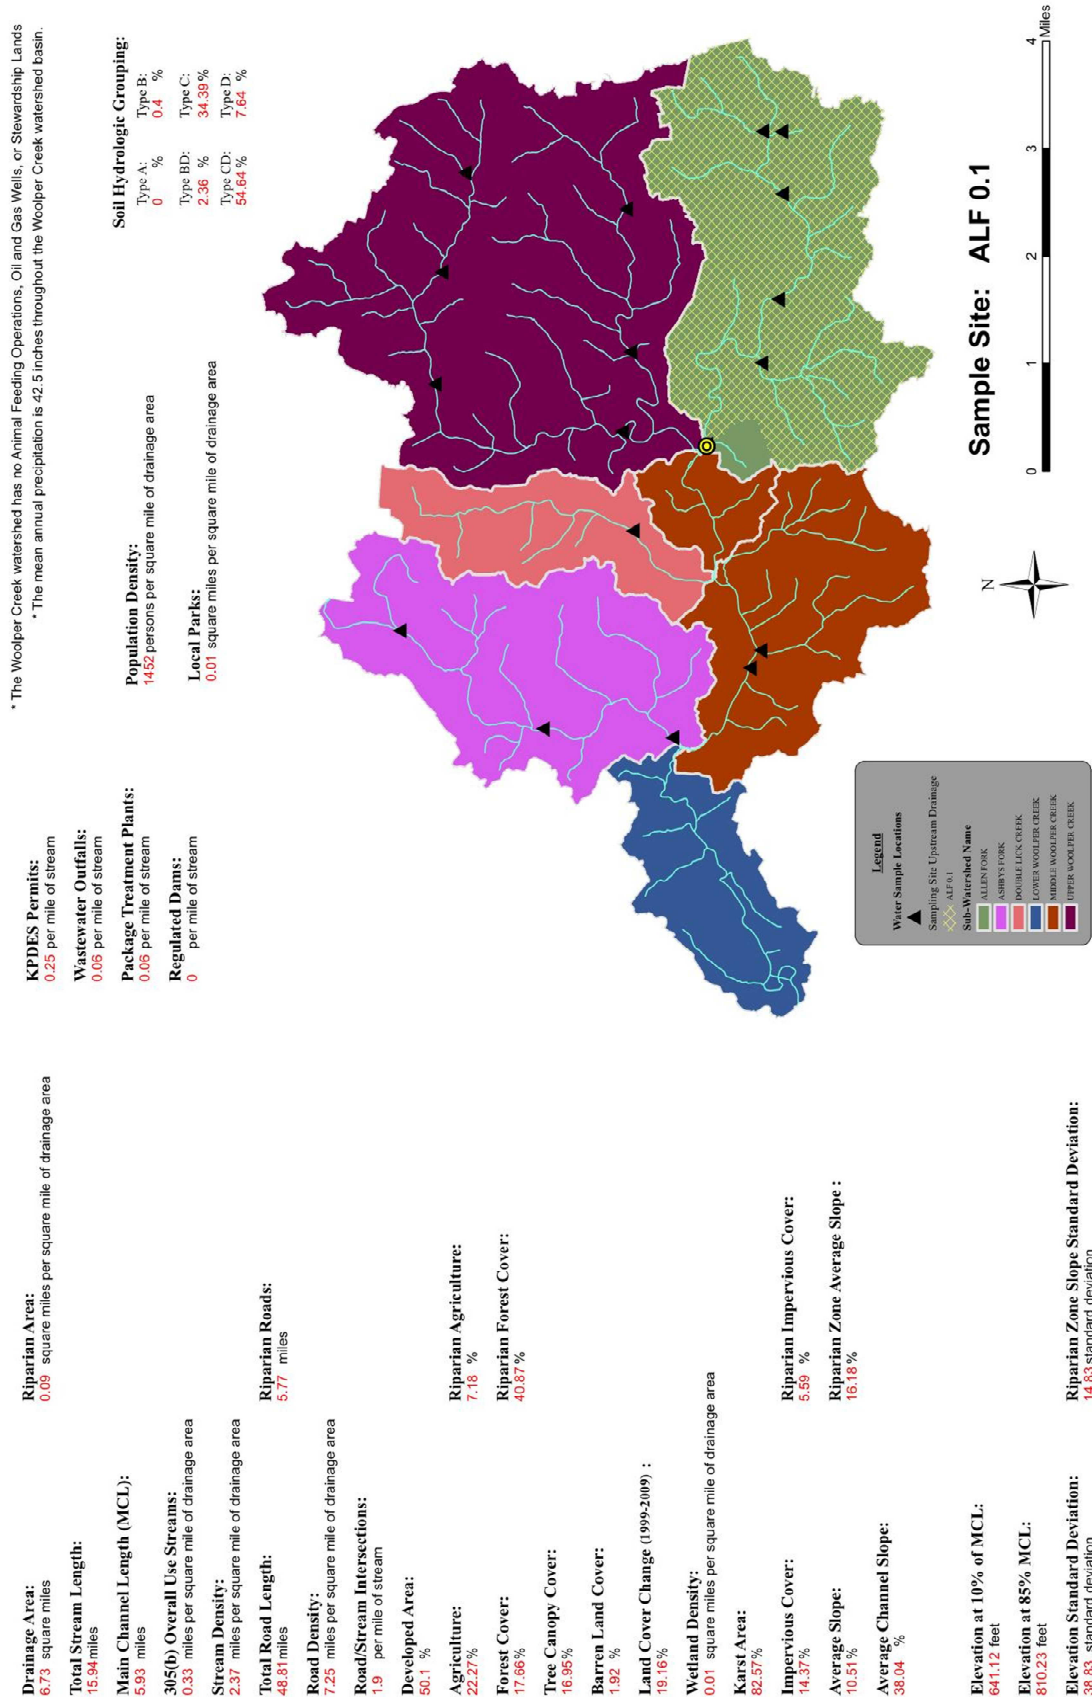 * The Woolper Creek watershed has no Animal Feeding Operations, Oil and Gas Wells, or Stewardship Lands
* The mean annual precipitation is 42.5 inches throughout the Woolper Creek watershed basin.
Drainage Area:
6.73 square miles
Total Stream Length:
15.94 miles
Main Channel Length (MCL):
5.93 miles
305(b) Overall Use Streams:
0.33 miles per square mile of drainage area
Stream Density:
2.37 miles per square mile of drainage area
Total Road Length:
48.81 miles
Road Density:
7.25 miles per square mile of drainage area
Road/Stream Intersections:
1.9 per mile of stream
Developed Area:
50.1 %
Agriculture:
22.27%
Forest Cover:
17.66%
Tree Canopy Cover:
16.95%
Barren Land Cover:
1.92 %
Land Cover Change (1999-2009) :
19.16%
Wetland Density:
0.01 square miles per square mile of drainage area
Karst Area:
82.57%
Impervious Cover:
14.37%
Average Slope:
10.51%
Average Channel Slope:
38.04 %
Elevation at 10% of MCL:
641.12 feet
Elevation at 85% MCL:
810.23 feet
Elevation Standard Deviation:
39.83 standard deviation
Riparian Area:
0.09 square miles per square mile of drainage area
Riparian Roads:
5.77 miles
Riparian Agriculture:
7.18 %
Riparian Forest Cover:
40.87 %
Riparian Impervious Cover:
5.59 %
Riparian Zone Average Slope :
16.18 %
Riparian Zone Slope Standard Deviation:
14.83 standard deviation
KPDES Permits:
0.25 per mile of stream
Wastewater Outfalls:
0.06 per mile of stream
Package Treatment Plants:
0.06 per mile of stream
Regulated Dams:
0 per mile of stream
Population Density:
1452 persons per square mile of drainage area
Local Parks:
0.01 square miles per square mile of drainage area
Soil Hydrologic Grouping:
Type A: Type B:
0 % 0.4 %
Type BD: Type C:
2.36 % 34.39 %
Type CD: Type D:
54.64 % 7.64 %
Legend
Water Sample Locations
Sampling Site Upstream Drainage
ALF 0.1
Sub-Watershed Name
ALLEN FORK
ASHBYS FORK
DOUBLE LICK CREEK
LOWER WOOLPER CREEK
MIDDLE WOOLPER CREEK
UPPER WOOLPER CREEK
N
Sample Site: ALF 0.1
0 1 2 3 4
Miles